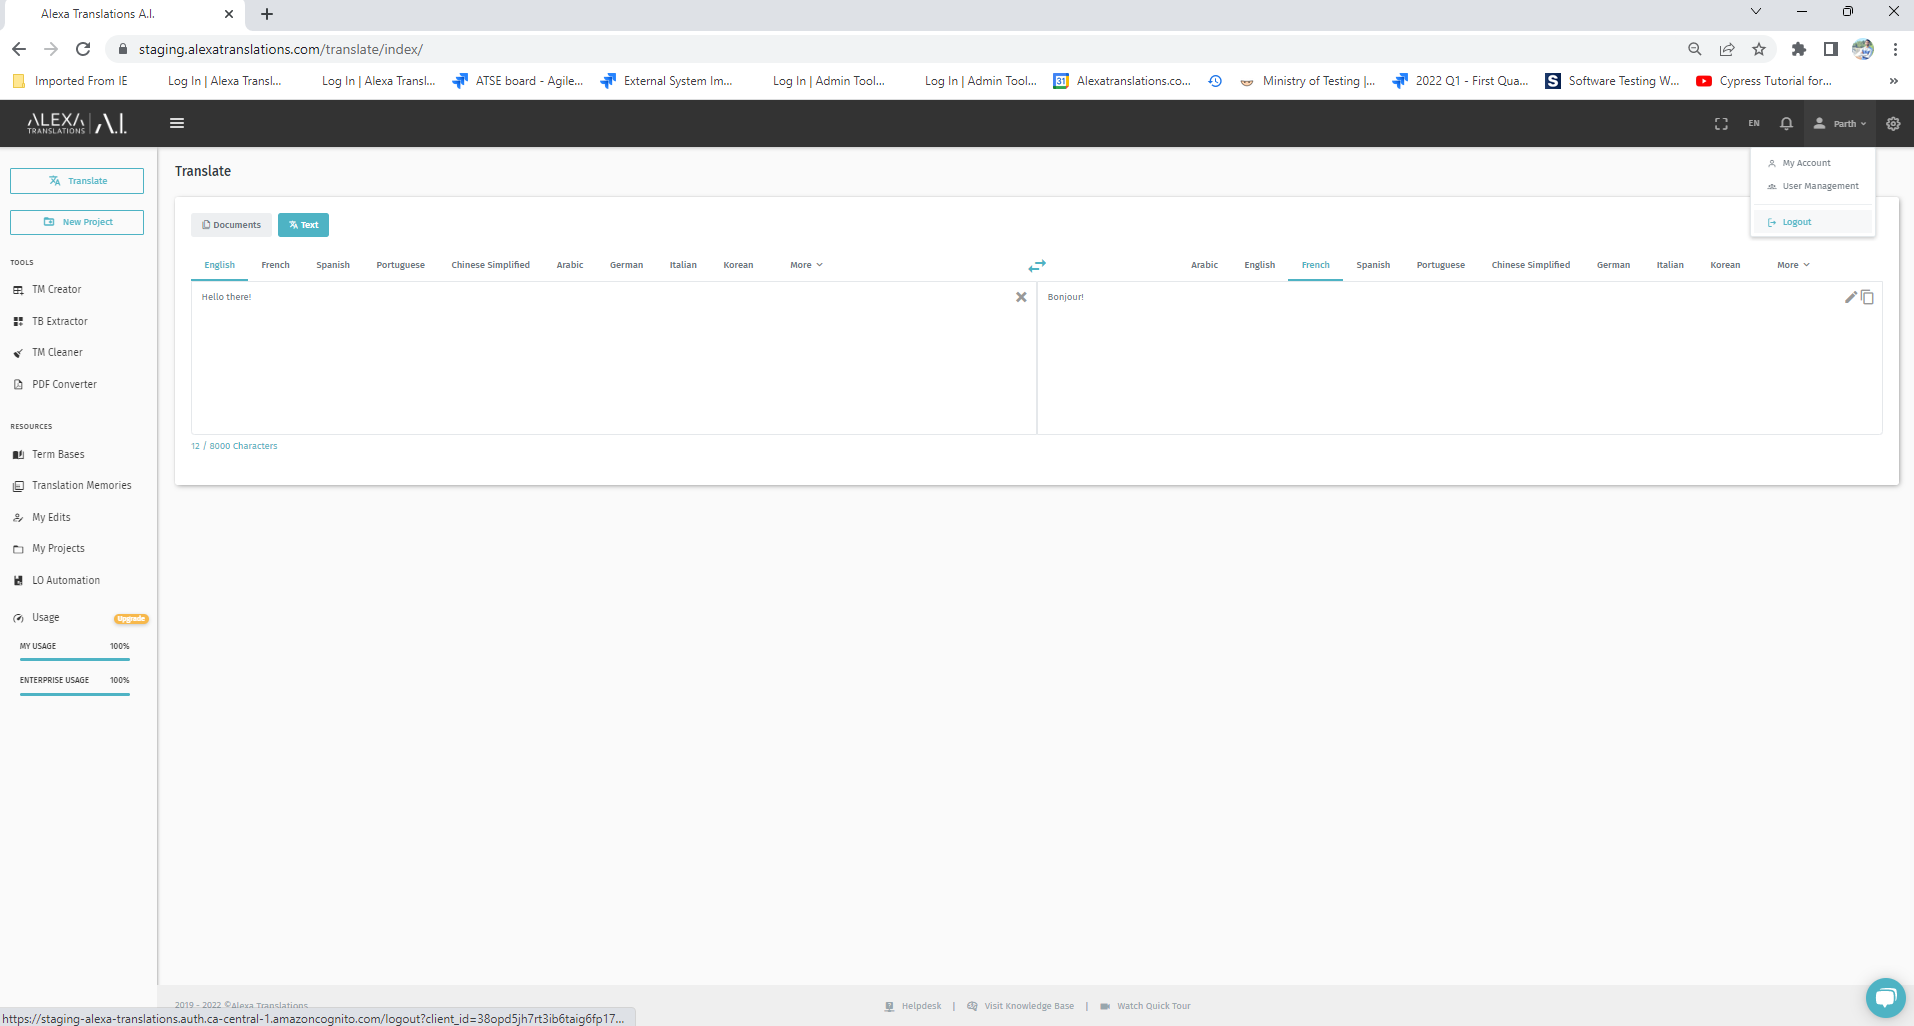 Alexa Translations A.I.
staging.alexatranslations.com/translate/index/
Imported From IE
Log In | Alexa Transl...
Log In | Alexa Transl...
ATSE board - Agile...
External System Im...
Log In | Admin Tool...
Log In | Admin Tool...
31
Alexatranslations.co...
Ministry of Testing |...
2022 Q1 - First Qua...
S
Software Testing W...
Cypress Tutorial for...
»
ALEXA TRANSLATIONS | A.I.
EN
Parth
My Account
User Management
Logout
Translate
New Project
TOOLS
TM Creator
TB Extractor
TM Cleaner
PDF Converter
RESOURCES
Term Bases
Translation Memories
My Edits
My Projects
LO Automation
Usage
Upgrade
MY USAGE 100%
ENTERPRISE USAGE 100%
Translate
Documents
Text
English French Spanish Portuguese Chinese Simplified Arabic German Italian Korean More
Arabic English French Spanish Portuguese Chinese Simplified German Italian Korean More
Hello there!
Bonjour!
12 / 8000 Characters
2019 - 2022 ©Alexa Translations
Helpdesk | Visit Knowledge Base | Watch Quick Tour
https://staging-alexa-translations.auth.ca-central-1.amazoncognito.com/logout?client_id=38opd5jh7rt3ib6taig6fp17...